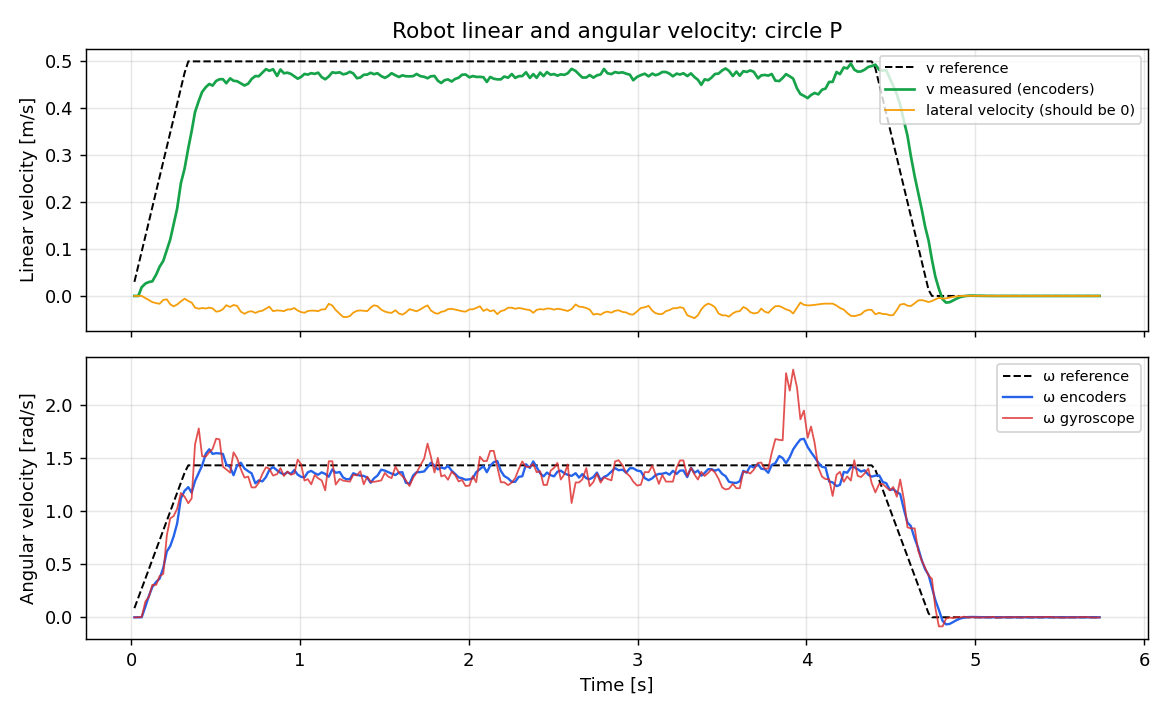 Robot linear and angular velocity: circle P
Linear velocity [m/s]
0.5
0.4
0.3
0.2
0.1
0.0
v reference
v measured (encoders)
lateral velocity (should be 0)
Angular velocity [rad/s]
2.0
1.5
1.0
0.5
0.0
ω reference
ω encoders
ω gyroscope
0 1 2 3 4 5 6
Time [s]